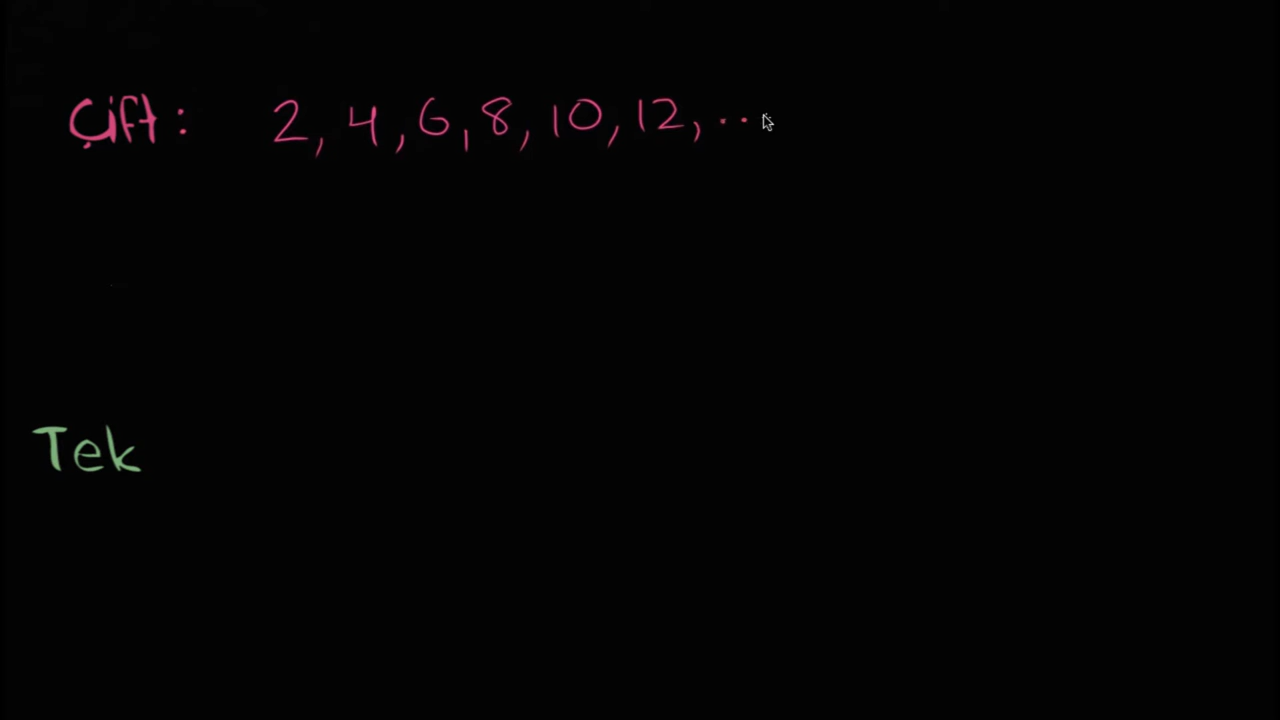 Çift: 2, 4, 6, 8, 10, 12, ...
Tek